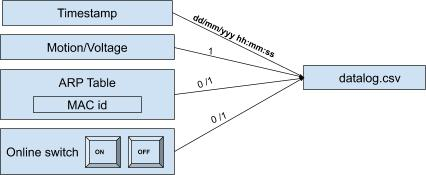 Timestamp
dd/mm/yyy hh:mm:ss
Motion/Voltage
1
datalog.csv
ARP Table
0 /1
MAC id
0 /1
Online switch
ON
OFF